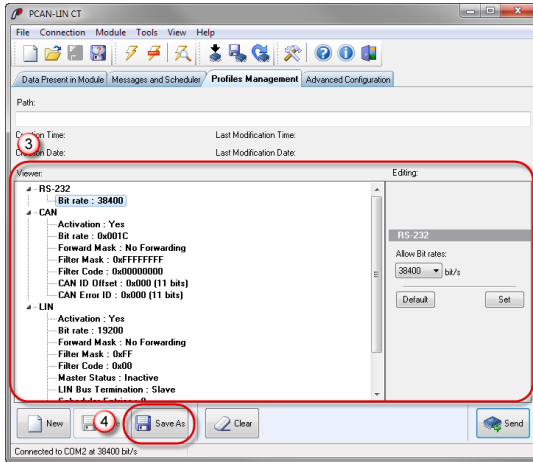 PCAN-LIN CT
File Connection Module Tools View Help
Data Present in Module Messages and Scheduler Profiles Management Advanced Configuration
Path:
Time: Last Modification Time:
Date: Last Modification Date:
3
Viewer: Editing:
RS-232
Bit rate : 38400
CAN
Activation : Yes
Bit rate : 0x001C
Forward Mask : No Forwarding
Filter Mask : 0xFFFFFFFF
Filter Code : 0x00000000
CAN ID Offset : 0x000 (11 bits)
CAN Error ID : 0x000 (11 bits)
LIN
Activation : Yes
Bit rate : 19200
Forward Mask : No Forwarding
Filter Mask : 0xFF
Filter Code : 0x00
Master Status : Inactive
LIN Bus Termination : Slave
RS-232
Allow Bit rates:
38400 bit/s
Default Set
New 4 Save As Clear Send
Connected to COM2 at 38400 bit/s